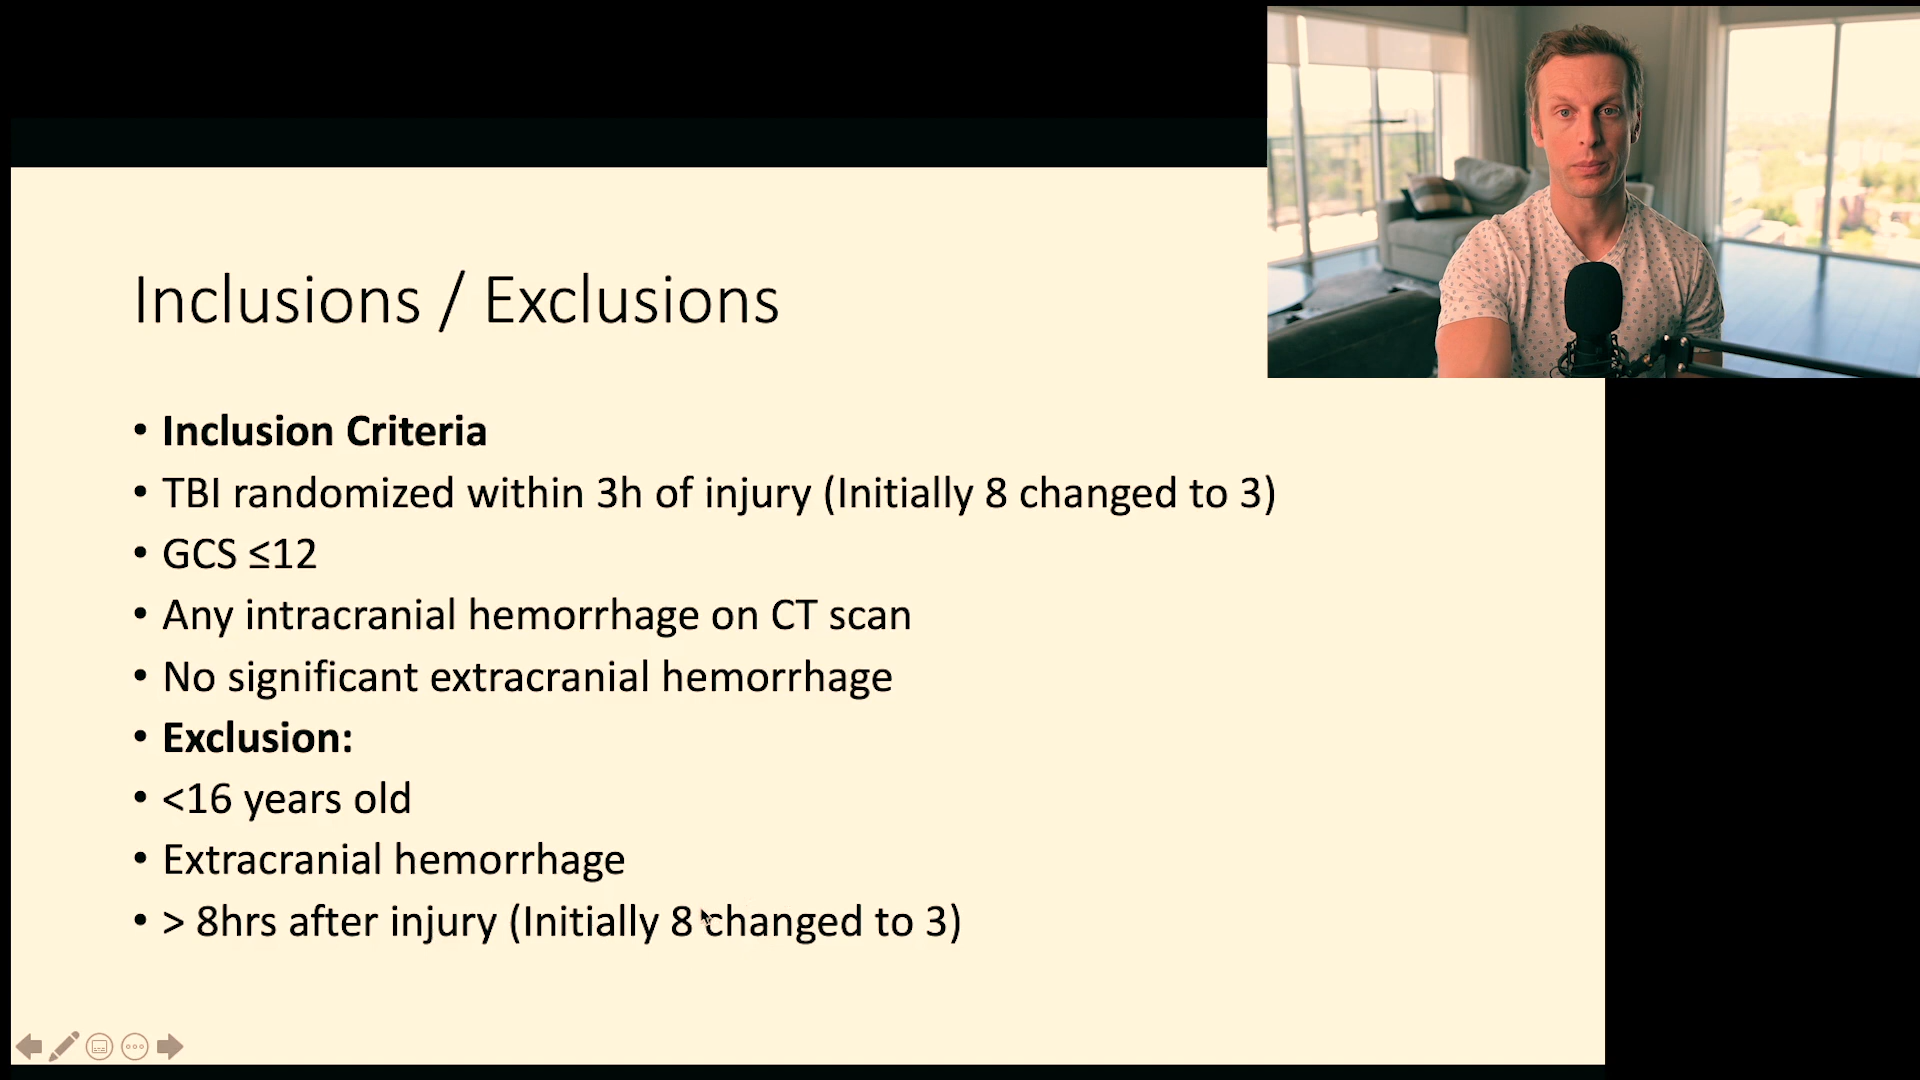 Inclusions / Exclusions
• Inclusion Criteria
• TBI randomized within 3h of injury (Initially 8 changed to 3)
• GCS ≤12
• Any intracranial hemorrhage on CT scan
• No significant extracranial hemorrhage
• Exclusion:
• <16 years old
• Extracranial hemorrhage
• > 8hrs after injury (Initially 8 changed to 3)